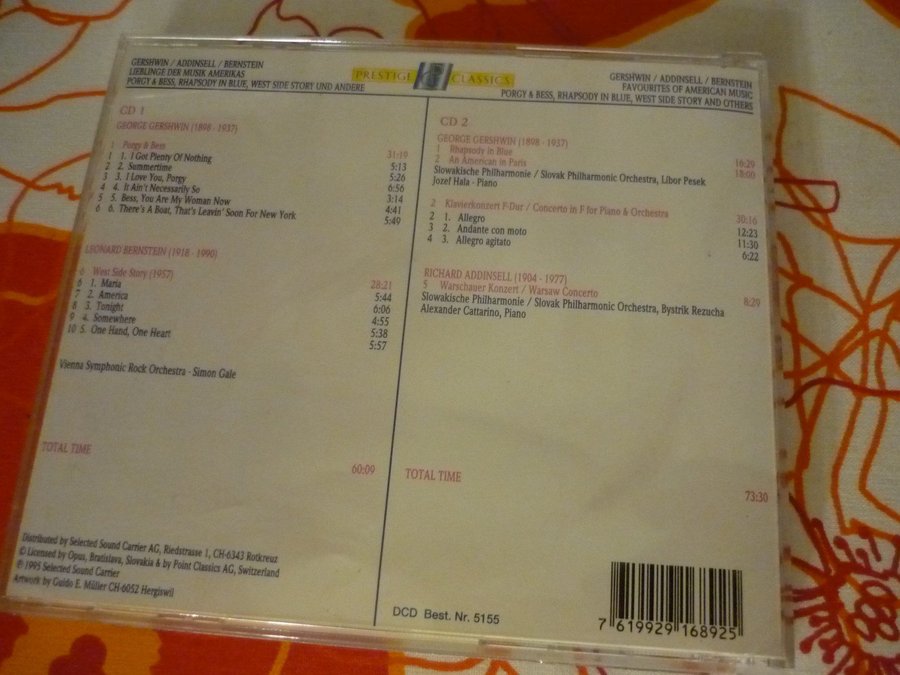 GERSHWIN / ADDINSELL / BERNSTEIN
LIEBLINGE DER MUSIK AMERIKAS
PORGY & BESS, RHAPSODY IN BLUE, WEST SIDE STORY UND ANDERE
PRESTIGE CLASSICS
GERSHWIN / ADDINSELL / BERNSTEIN
FAVOURITES OF AMERICAN MUSIC
PORGY & BESS, RHAPSODY IN BLUE, WEST SIDE STORY AND OTHERS
CD 1
GEORGE GERSHWIN (1898 - 1937)
1 Porgy & Bess 31:19
1 1. I Got Plenty Of Nothing 5:13
2 2. Summertime 5:26
3 3. I Love You, Porgy 6:56
4 4. It Ain't Necessarily So 3:14
5 5. Bess, You Are My Woman Now 4:41
6 6. There's A Boat, That's Leavin' Soon For New York 5:49
LEONARD BERNSTEIN (1918 - 1990)
6 West Side Story (1957) 28:21
6 1. Maria 5:44
7 2. America 6:06
8 3. Tonight 4:55
9 4. Somewhere 5:38
10 5. One Hand, One Heart 5:57
Vienna Symphonic Rock Orchestra - Simon Gale
TOTAL TIME 60:09
Distributed by Selected Sound Carrier AG, Riedstrasse 1, CH-6343 Rotkreuz
© Licensed by Opus, Bratislava, Slovakia & by Point Classics AG, Switzerland
℗ 1995 Selected Sound Carrier
Artwork by Guido E. Müller CH-6052 Hergiswil
CD 2
GEORGE GERSHWIN (1898 - 1937)
1 Rhapsody in Blue 16:29
2 An American in Paris 18:00
Slowakische Philharmonie / Slovak Philharmonic Orchestra, Libor Pesek
Jozef Hala - Piano
2 Klavierkonzert F-Dur / Concerto in F for Piano & Orchestra 30:16
2 1. Allegro 12:23
3 2. Andante con moto 11:30
4 3. Allegro agitato 6:22
RICHARD ADDINSELL (1904 - 1977)
5 Warschauer Konzert / Warsaw Concerto 8:29
Slowakische Philharmonie / Slovak Philharmonic Orchestra, Bystrik Rezucha
Alexander Cattarino, Piano
TOTAL TIME 73:30
DCD Best. Nr. 5155
7 619929 168925